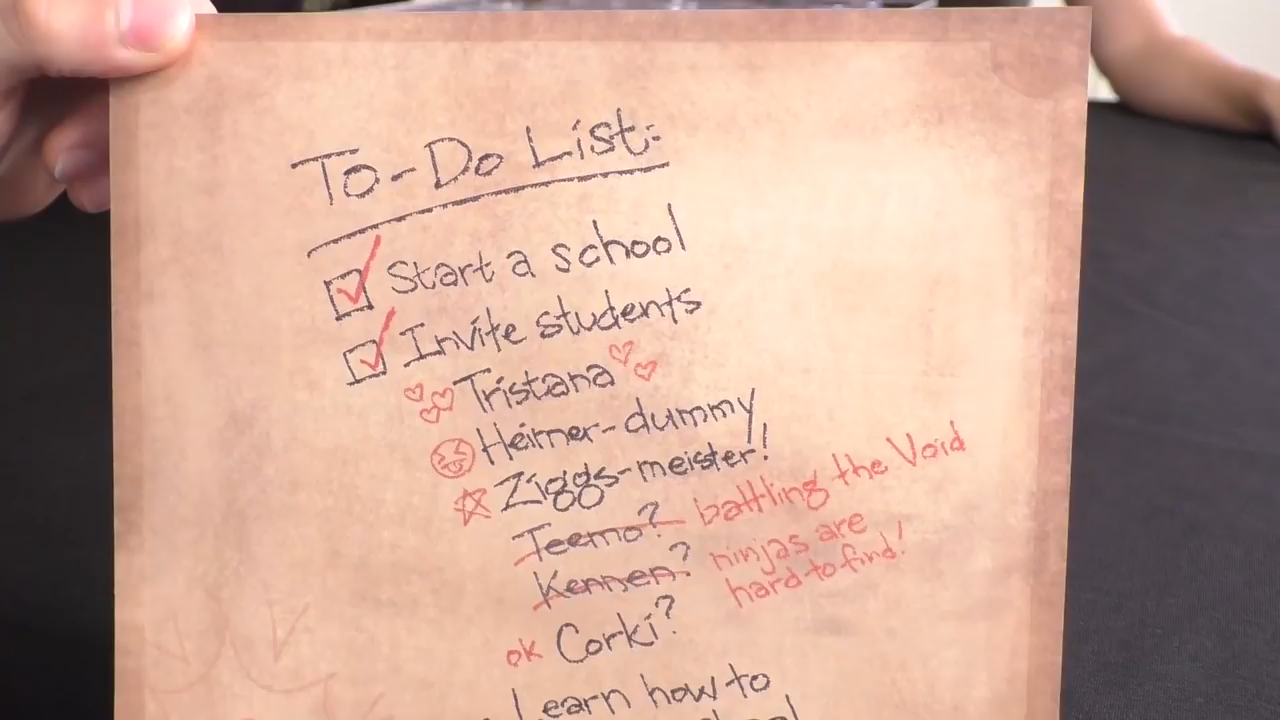 To-Do List:
Start a school
Invite students
Tristana
Heimer-dummy
Ziggs-meister!
Teemo? battling the Void
Kennen? ninjas are
hard to find!
ok Corki?
Learn how to